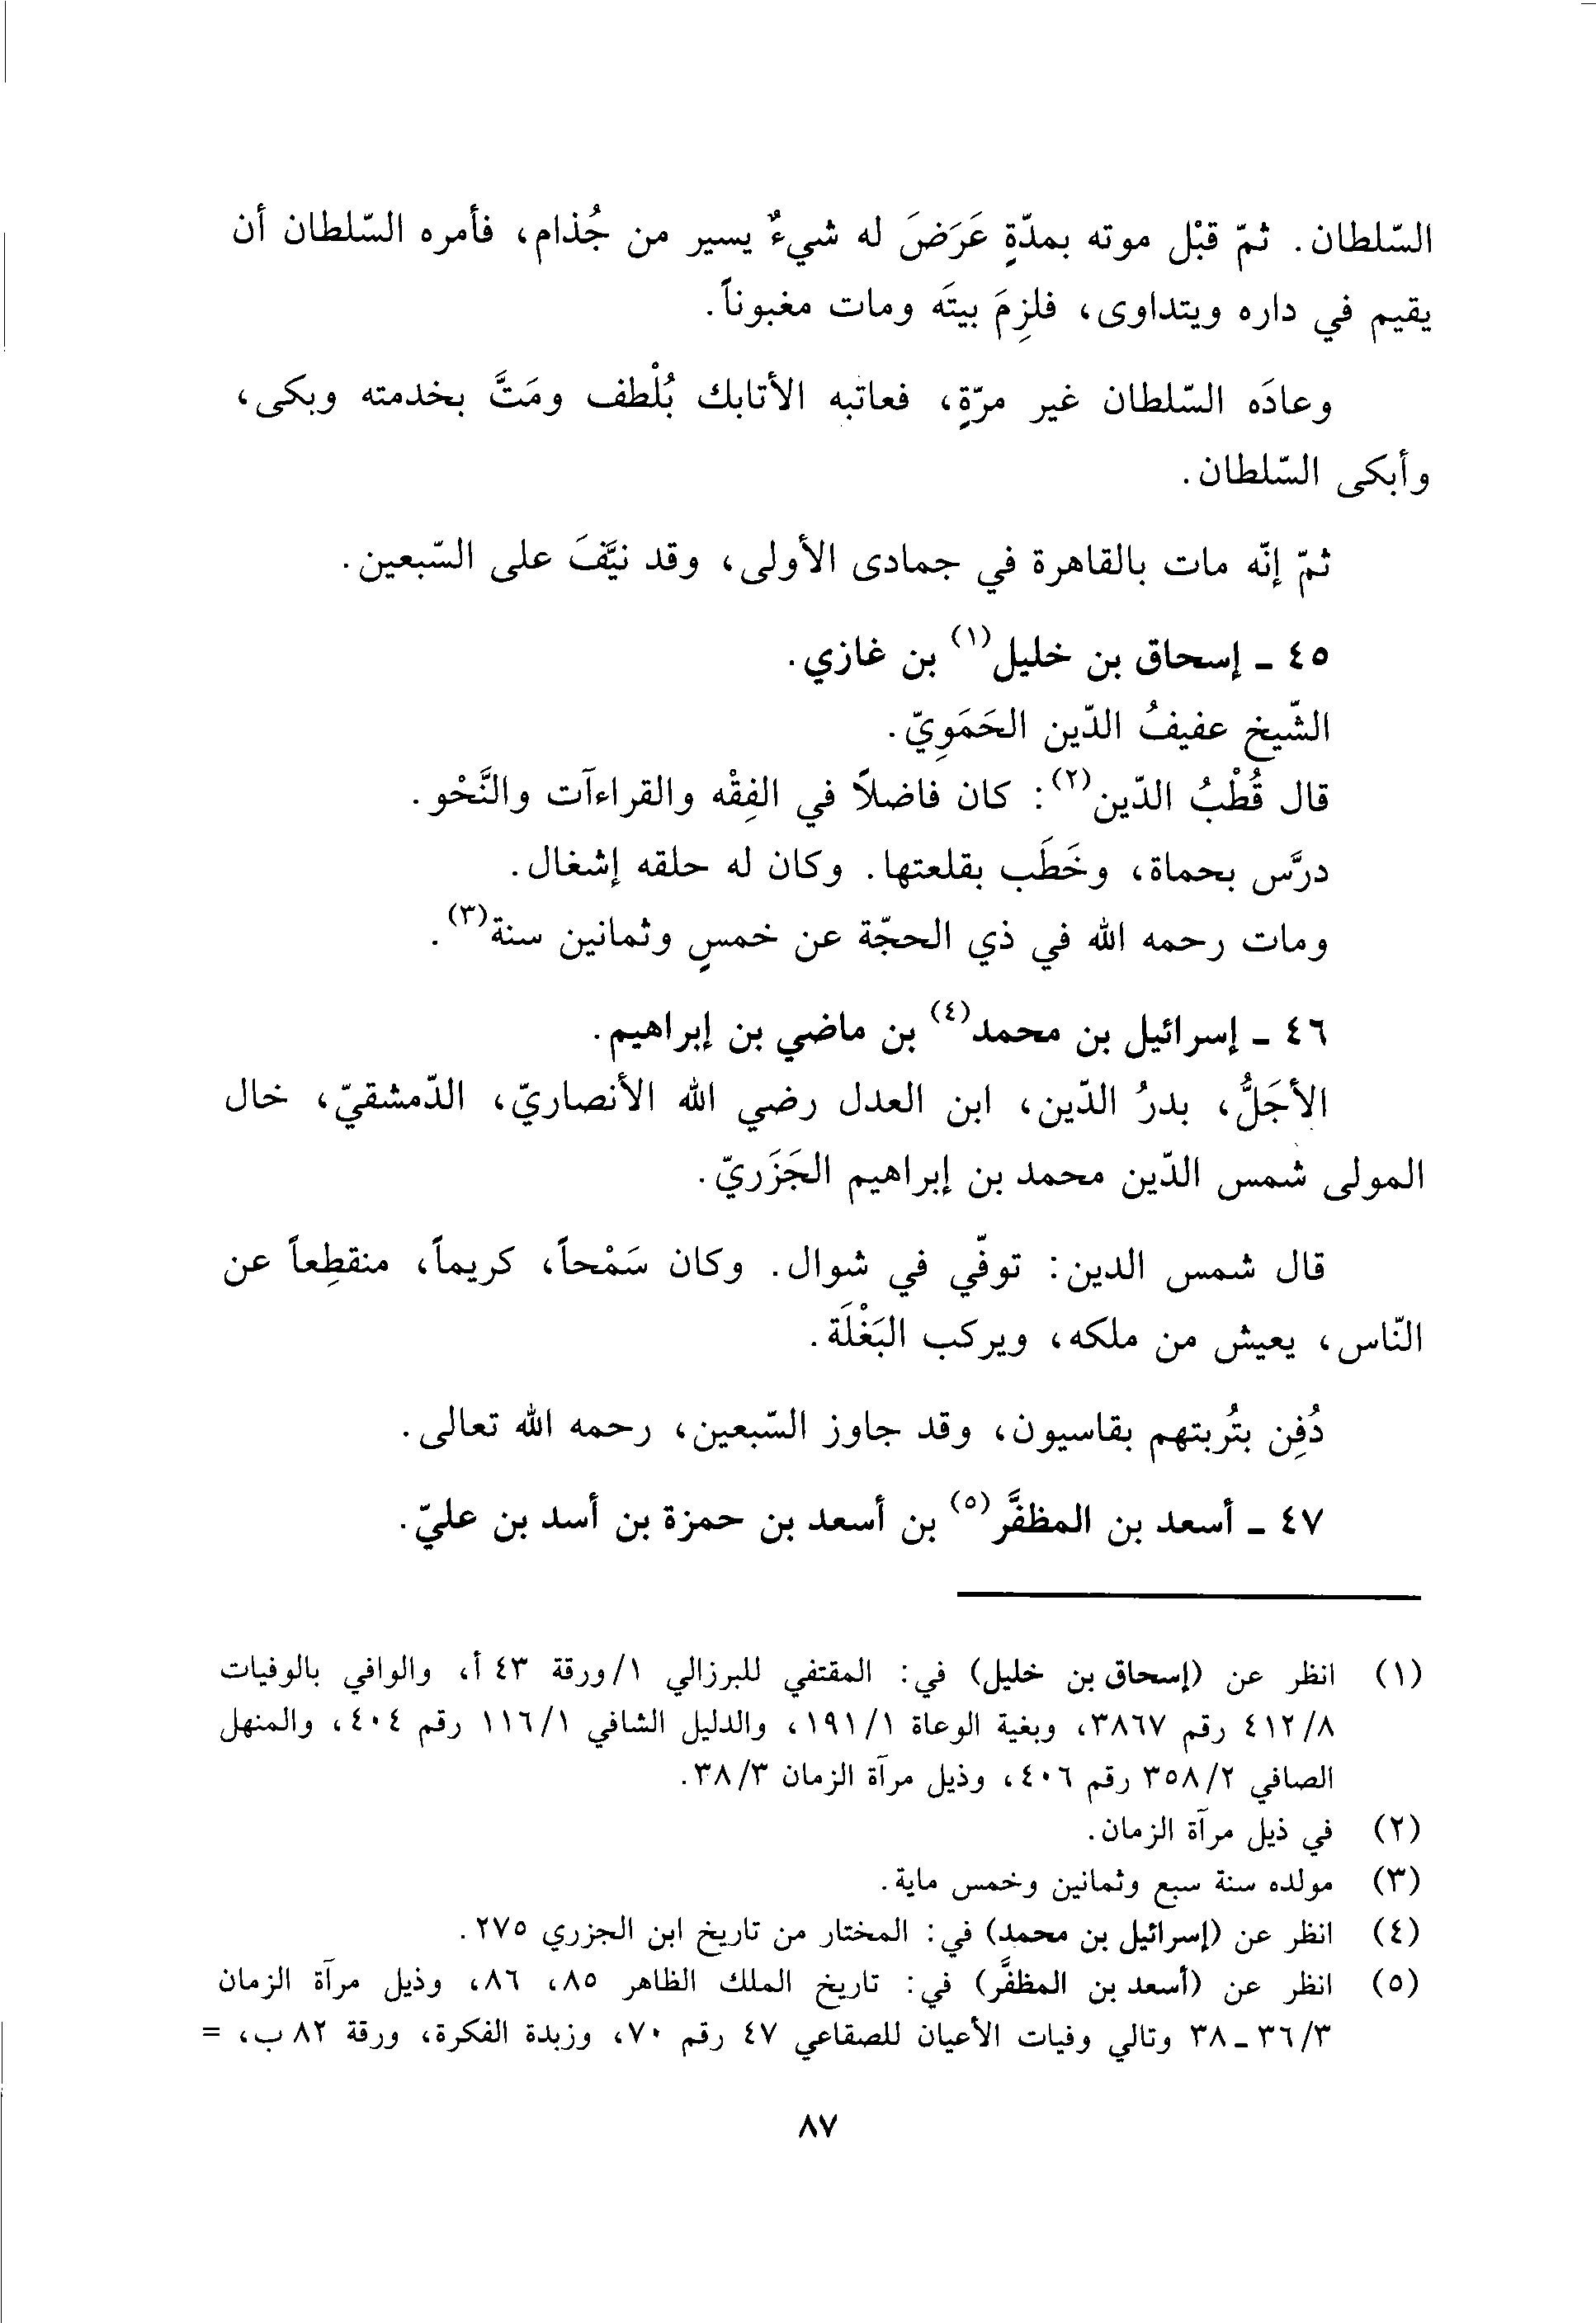 السّلطان. ثمّ قبْل موته بمدّةٍ عَرَضَ له شيءٌ يسير من جُذام، فأمره السّلطان أن
يقيم في داره ويتداوى، فلزِمَ بيتَه ومات مغبوناً.
وعادَه السّلطان غير مرّةٍ، فعاتبه الأتابك بُلْطف ومَتَّ بخدمته وبكى،
وأبكى السّلطان.
ثمّ إنّه مات بالقاهرة في جمادى الأولى، وقد نيَّفَ على السّبعين.
٤٥ ـ إسحاق بن خليل(١) بن غازي.
الشّيخ عفيفُ الدّين الحَمَوِيّ.
قال قُطْبُ الدّين(٢): كان فاضلاً في الفِقْه والقراءآت والنَّحْو.
درَّس بحماة، وخَطَب بقلعتها. وكان له حلقه إشغال.
ومات رحمه الله في ذي الحجّة عن خمسٍ وثمانين سنة(٣).
٤٦ ـ إسرائيل بن محمد(٤) بن ماضي بن إبراهيم.
الأجَلُّ، بدرُ الدّين، ابن العدل رضي الله الأنصاريّ، الدّمشقيّ، خال
المولى شمس الدّين محمد بن إبراهيم الجَزَريّ.
قال شمس الدين: توفّي في شوال. وكان سَمْحاً، كريماً، منقطِعاً عن
النّاس، يعيش من ملكه، ويركب البَغْلَة.
دُفِن بتُربتهم بقاسيون، وقد جاوز السّبعين، رحمه الله تعالى.
٤٧ ـ أسعد بن المظفَّر(٥) بن أسعد بن حمزة بن أسد بن عليّ.
(١) انظر عن (إسحاق بن خليل) في: المقتفي للبرزالي ١/ورقة ٤٣ أ، والوافي بالوفيات
٨/٤١٢ رقم ٣٨٦٧، وبغية الوعاة ١/١٩١، والدليل الشافي ١/١١٦ رقم ٤٠٤، والمنهل
الصافي ٢/٣٥٨ رقم ٤٠٦، وذيل مرآة الزمان ٣/٣٨.
(٢) في ذيل مرآة الزمان.
(٣) مولده سنة سبع وثمانين وخمس ماية.
(٤) انظر عن (إسرائيل بن محمد) في: المختار من تاريخ ابن الجزري ٢٧٥.
(٥) انظر عن (أسعد بن المظفَّر) في: تاريخ الملك الظاهر ٨٥، ٨٦، وذيل مرآة الزمان
٣/٣٦ ـ ٣٨ وتالي وفيات الأعيان للصقاعي ٤٧ رقم ٧٠، وزبدة الفكرة، ورقة ٨٢ ب، =
٨٧